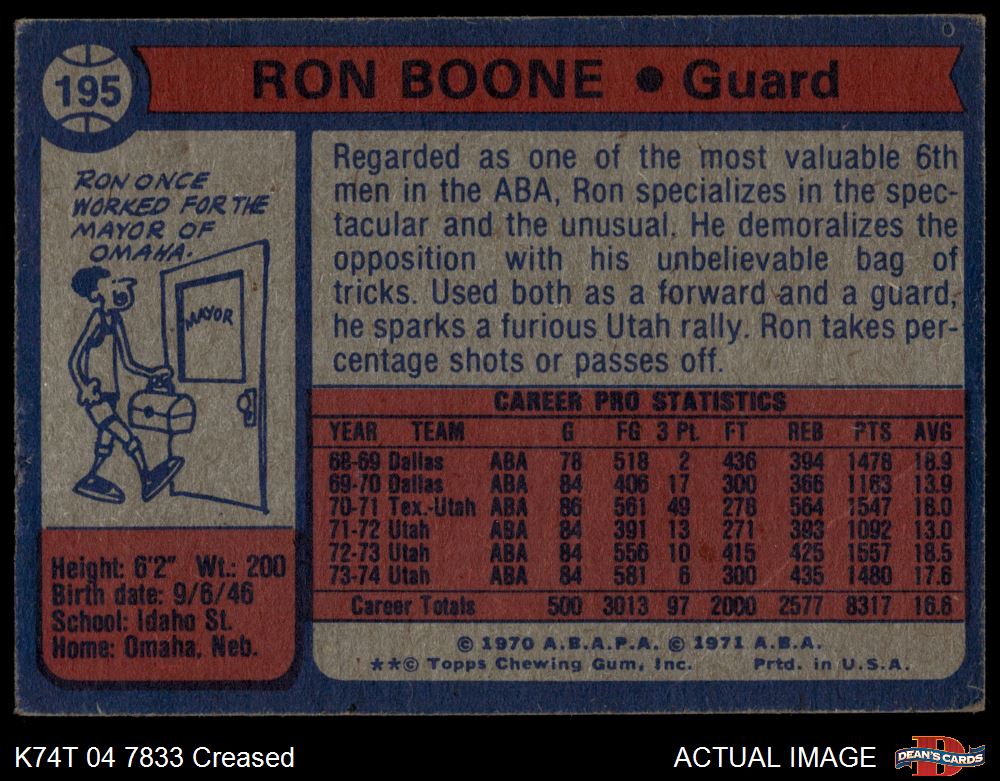 195
RON BOONE ● Guard
RON ONCE
WORKED FOR THE
MAYOR OF
OMAHA.
MAYOR
Regarded as one of the most valuable 6th
men in the ABA, Ron specializes in the spec-
tacular and the unusual. He demoralizes the
opposition with his unbelievable bag of
tricks. Used both as a forward and a guard,
he sparks a furious Utah rally. Ron takes per-
centage shots or passes off.
Height: 6'2" Wt.: 200
Birth date: 9/6/46
School: Idaho St.
Home: Omaha, Neb.
CAREER PRO STATISTICS
YEAR TEAM G FG 3 Pt. FT REB PTS AVG
68-69 Dallas ABA 78 518 2 436 394 1478 18.9
69-70 Dallas ABA 84 406 17 300 366 1163 13.9
70-71 Tex.-Utah ABA 86 561 49 278 564 1547 18.0
71-72 Utah ABA 84 391 13 271 393 1092 13.0
72-73 Utah ABA 84 556 10 415 425 1557 18.5
73-74 Utah ABA 84 581 6 300 435 1480 17.6
Career Totals 500 3013 97 2000 2577 8317 16.6
© 1970 A.B.A.P.A. © 1971 A.B.A.
**© Topps Chewing Gum, Inc. Prtd. in U.S.A.
K74T 04 7833 Creased
ACTUAL IMAGE
D
DEAN'S CARDS